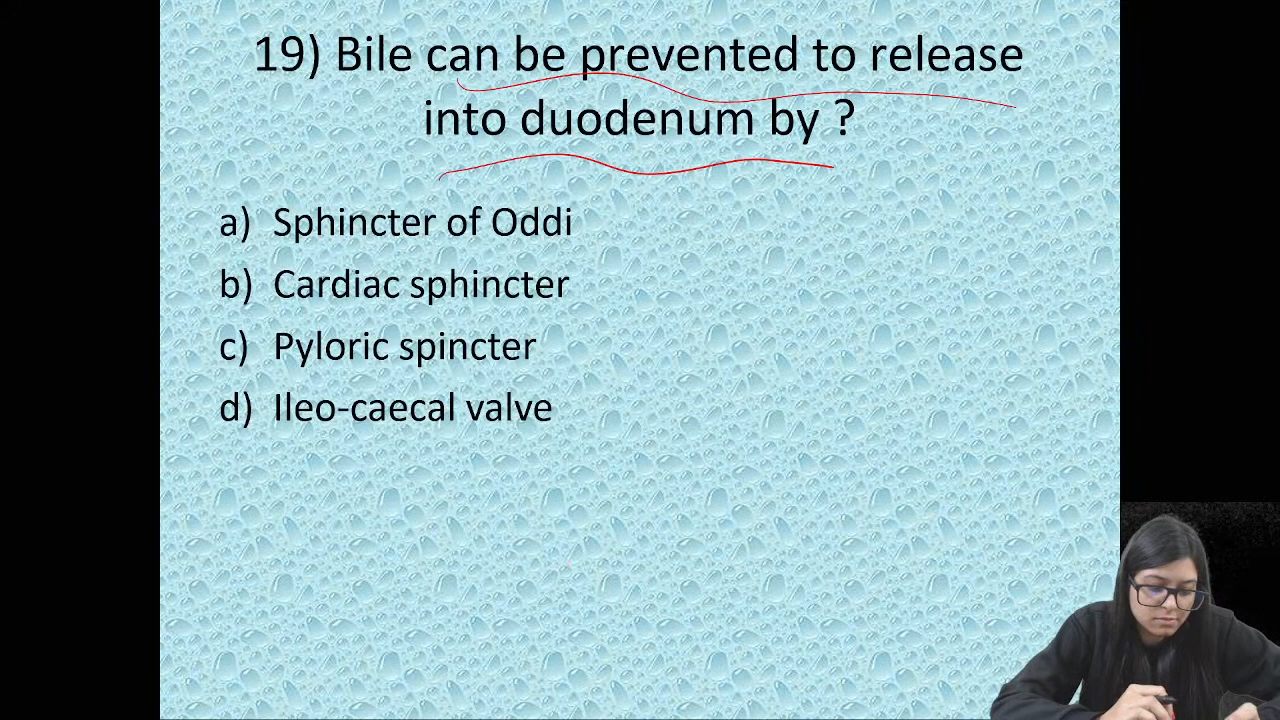 19) Bile can be prevented to release
into duodenum by ?
a) Sphincter of Oddi
b) Cardiac sphincter
c) Pyloric spincter
d) Ileo-caecal valve